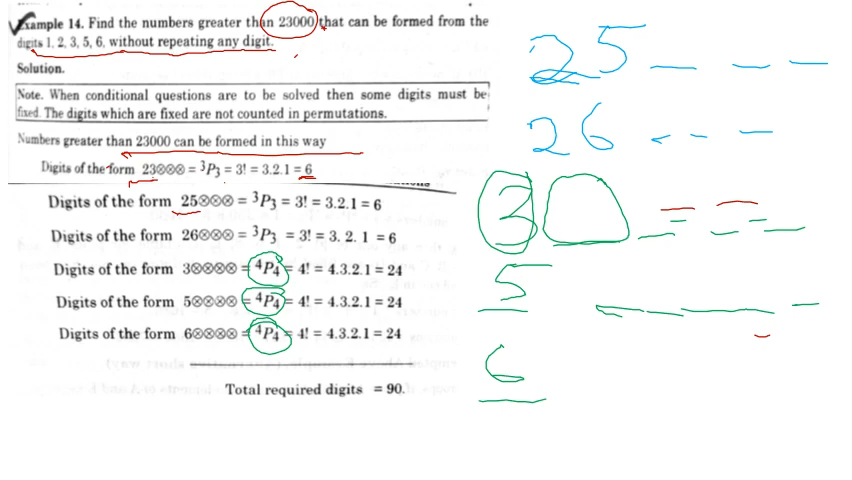 Example 14. Find the numbers greater than 23000 that can be formed from the
digits 1, 2, 3, 5, 6, without repeating any digit.
Solution.
Note. When conditional questions are to be solved then some digits must be
fixed. The digits which are fixed are not counted in permutations.
Numbers greater than 23000 can be formed in this way
Digits of the form 23⊗⊗⊗ = ³P₃ = 3! = 3.2.1 = 6
Digits of the form 25⊗⊗⊗ = ³P₃ = 3! = 3.2.1 = 6
Digits of the form 26⊗⊗⊗ = ³P₃ = 3! = 3, 2. 1 = 6
Digits of the form 3⊗⊗⊗⊗ = ⁴P₄ = 4! = 4.3.2.1 = 24
Digits of the form 5⊗⊗⊗⊗ = ⁴P₄ = 4! = 4.3.2.1 = 24
Digits of the form 6⊗⊗⊗⊗ = ⁴P₄ = 4! = 4.3.2.1 = 24
Total required digits = 90.
25 _ _ _
26 _ _ _
3
5
6